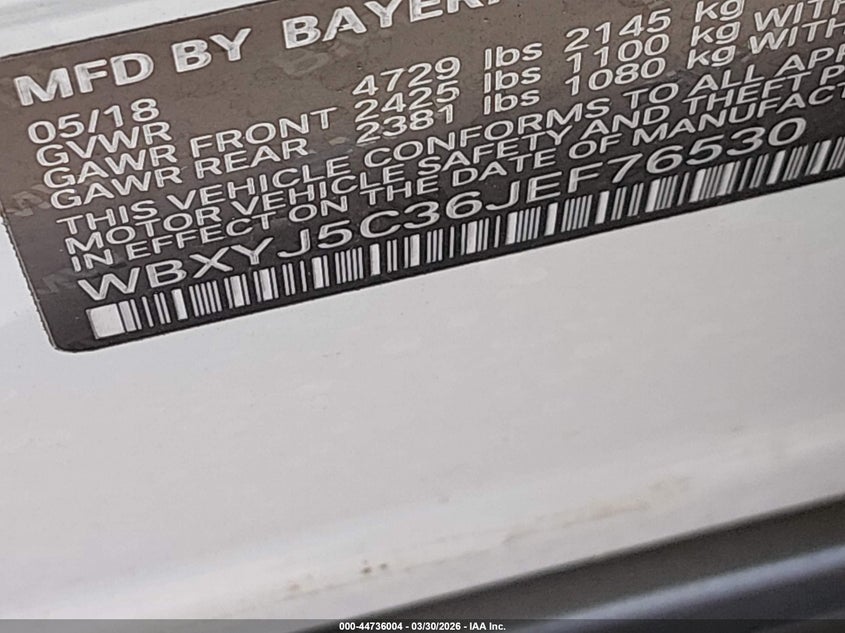 MFD BY BAYER
05/18
GVWR 4729 lbs 2145 kg
GAWR FRONT 2425 lbs 1100 kg WITH
GAWR REAR 2381 lbs 1080 kg WITH
THIS VEHICLE CONFORMS TO ALL APP
MOTOR VEHICLE SAFETY AND THEFT P
IN EFFECT ON THE DATE OF MANUFACT
WBXYJ5C36JEF76530
000-44736004 - 03/30/2026 - IAA Inc.